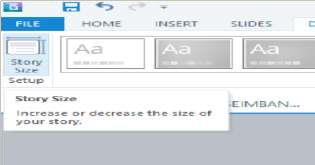 FILE HOME INSERT SLIDES D
Aa Aa Aa
Story
Size
Setup
Story Size
Increase or decrease the size of
your story.
SEIMBAN...